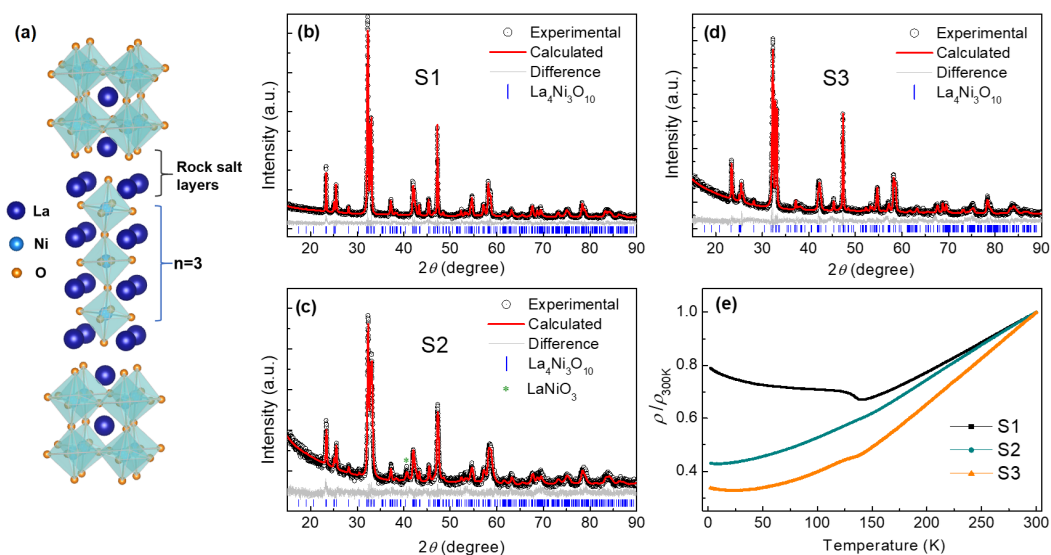 (a)
Rock salt
layers
La
Ni
O
n=3
(b)
S1
Experimental
Calculated
Difference
La₄Ni₃O₁₀
Intensity (a.u.)
20 30 40 50 60 70 80 90
2θ (degree)
(d)
S3
Experimental
Calculated
Difference
La₄Ni₃O₁₀
Intensity (a.u.)
20 30 40 50 60 70 80 90
2θ (degree)
(c)
S2
Experimental
Calculated
Difference
La₄Ni₃O₁₀
* LaNiO₃
Intensity (a.u.)
20 30 40 50 60 70 80 90
2θ (degree)
(e)
1.0
0.8
0.6
0.4
ρ/ρ₃₀₀K
S1
S2
S3
0 50 100 150 200 250 300
Temperature (K)